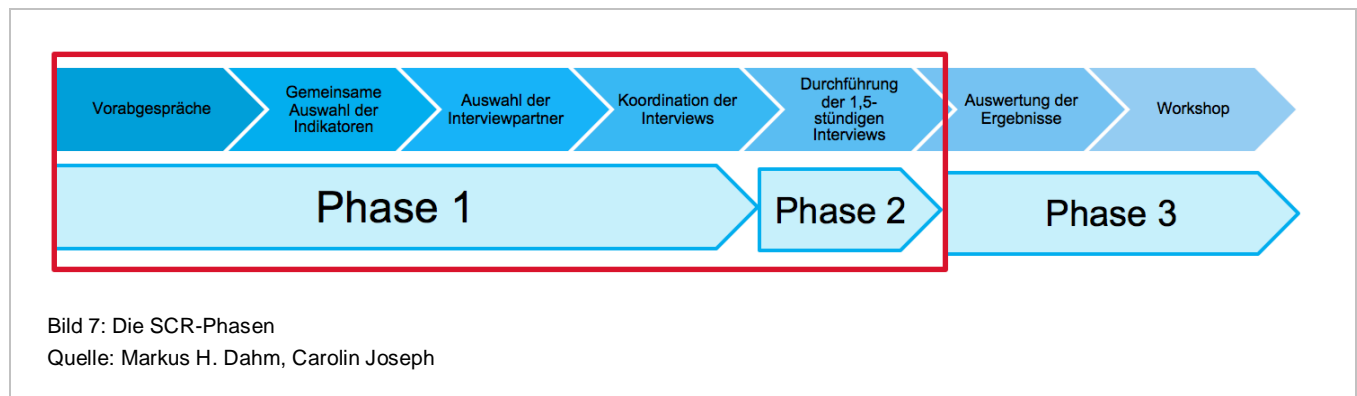 Vorabgespräche
Gemeinsame
Auswahl der
Indikatoren
Auswahl der
Interviewpartner
Koordination der
Interviews
Durchführung
der 1,5-
stündigen
Interviews
Auswertung der
Ergebnisse
Workshop
Phase 1
Phase 2
Phase 3
Bild 7: Die SCR-Phasen
Quelle: Markus H. Dahm, Carolin Joseph